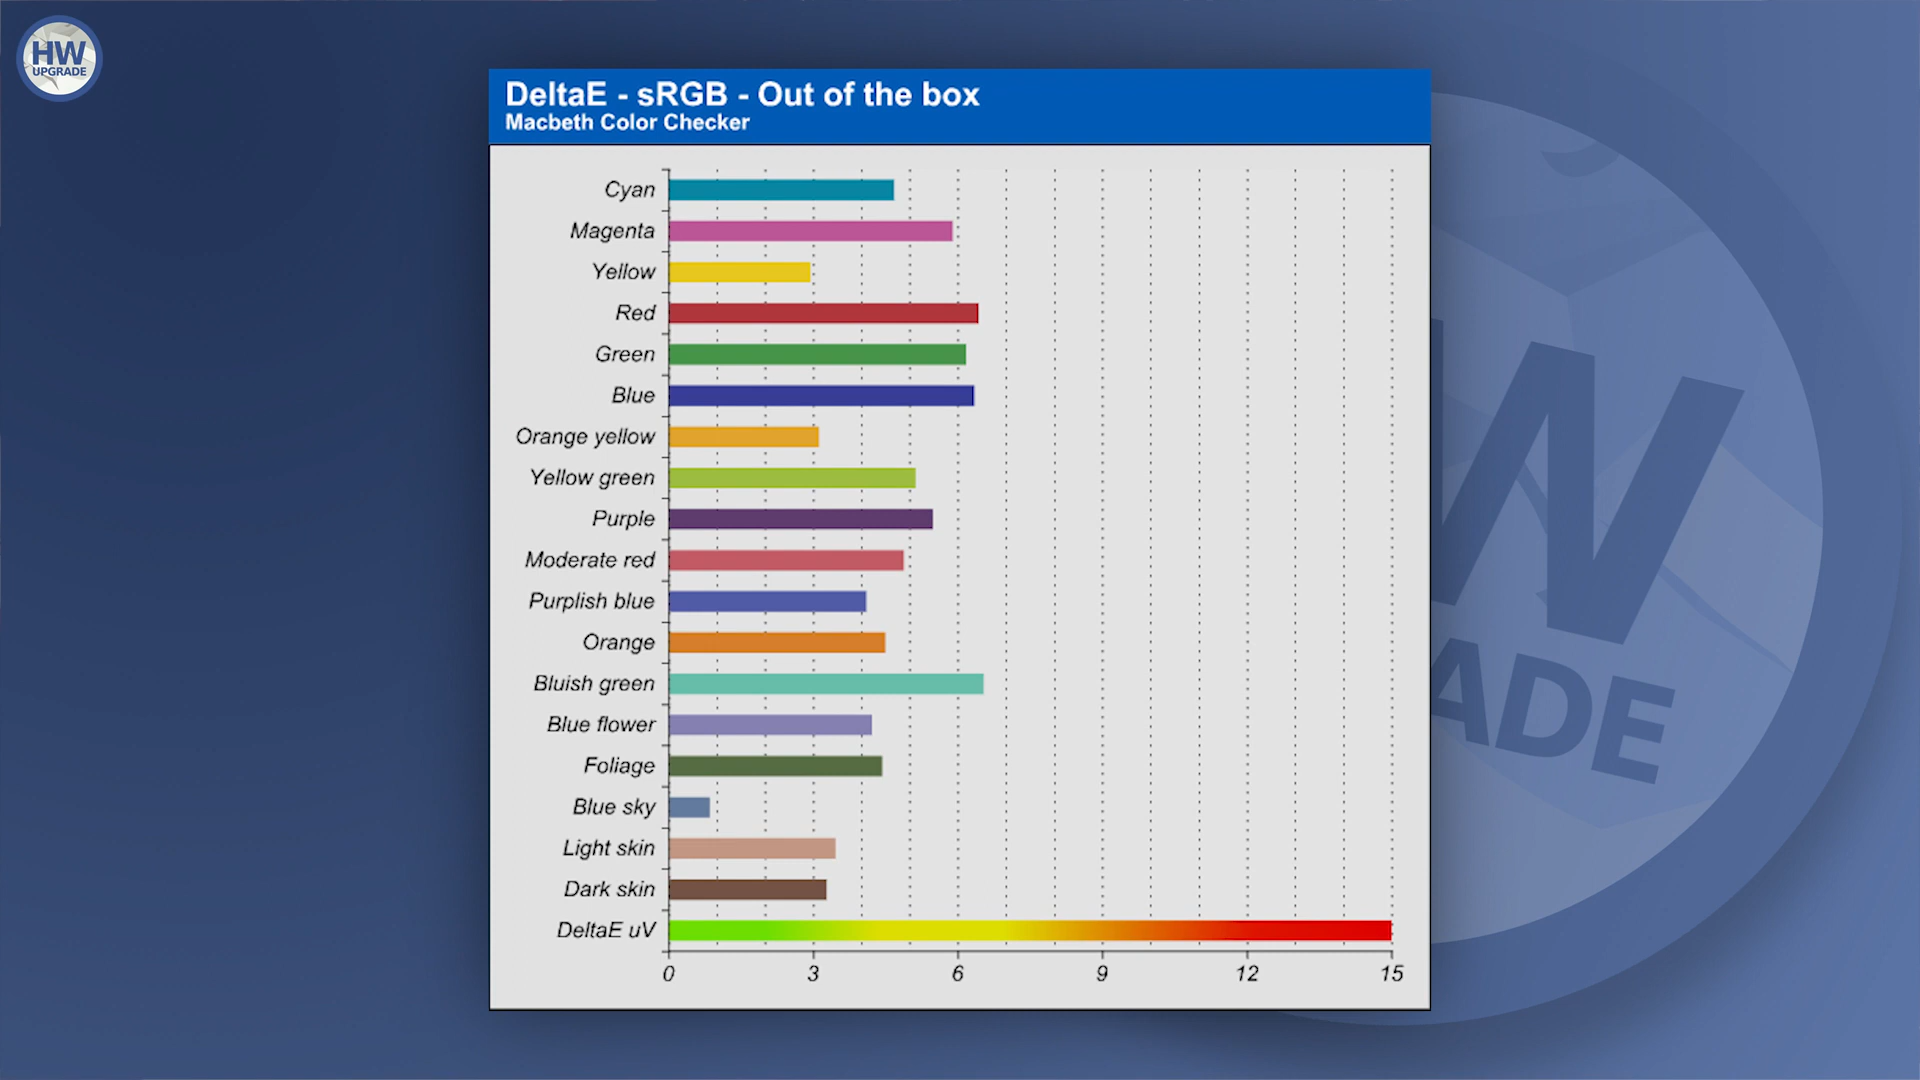 HW
UPGRADE
DeltaE - sRGB - Out of the box
Macbeth Color Checker
Cyan
Magenta
Yellow
Red
Green
Blue
Orange yellow
Yellow green
Purple
Moderate red
Purplish blue
Orange
Bluish green
Blue flower
Foliage
Blue sky
Light skin
Dark skin
DeltaE uV
0 3 6 9 12 15
W
ADE